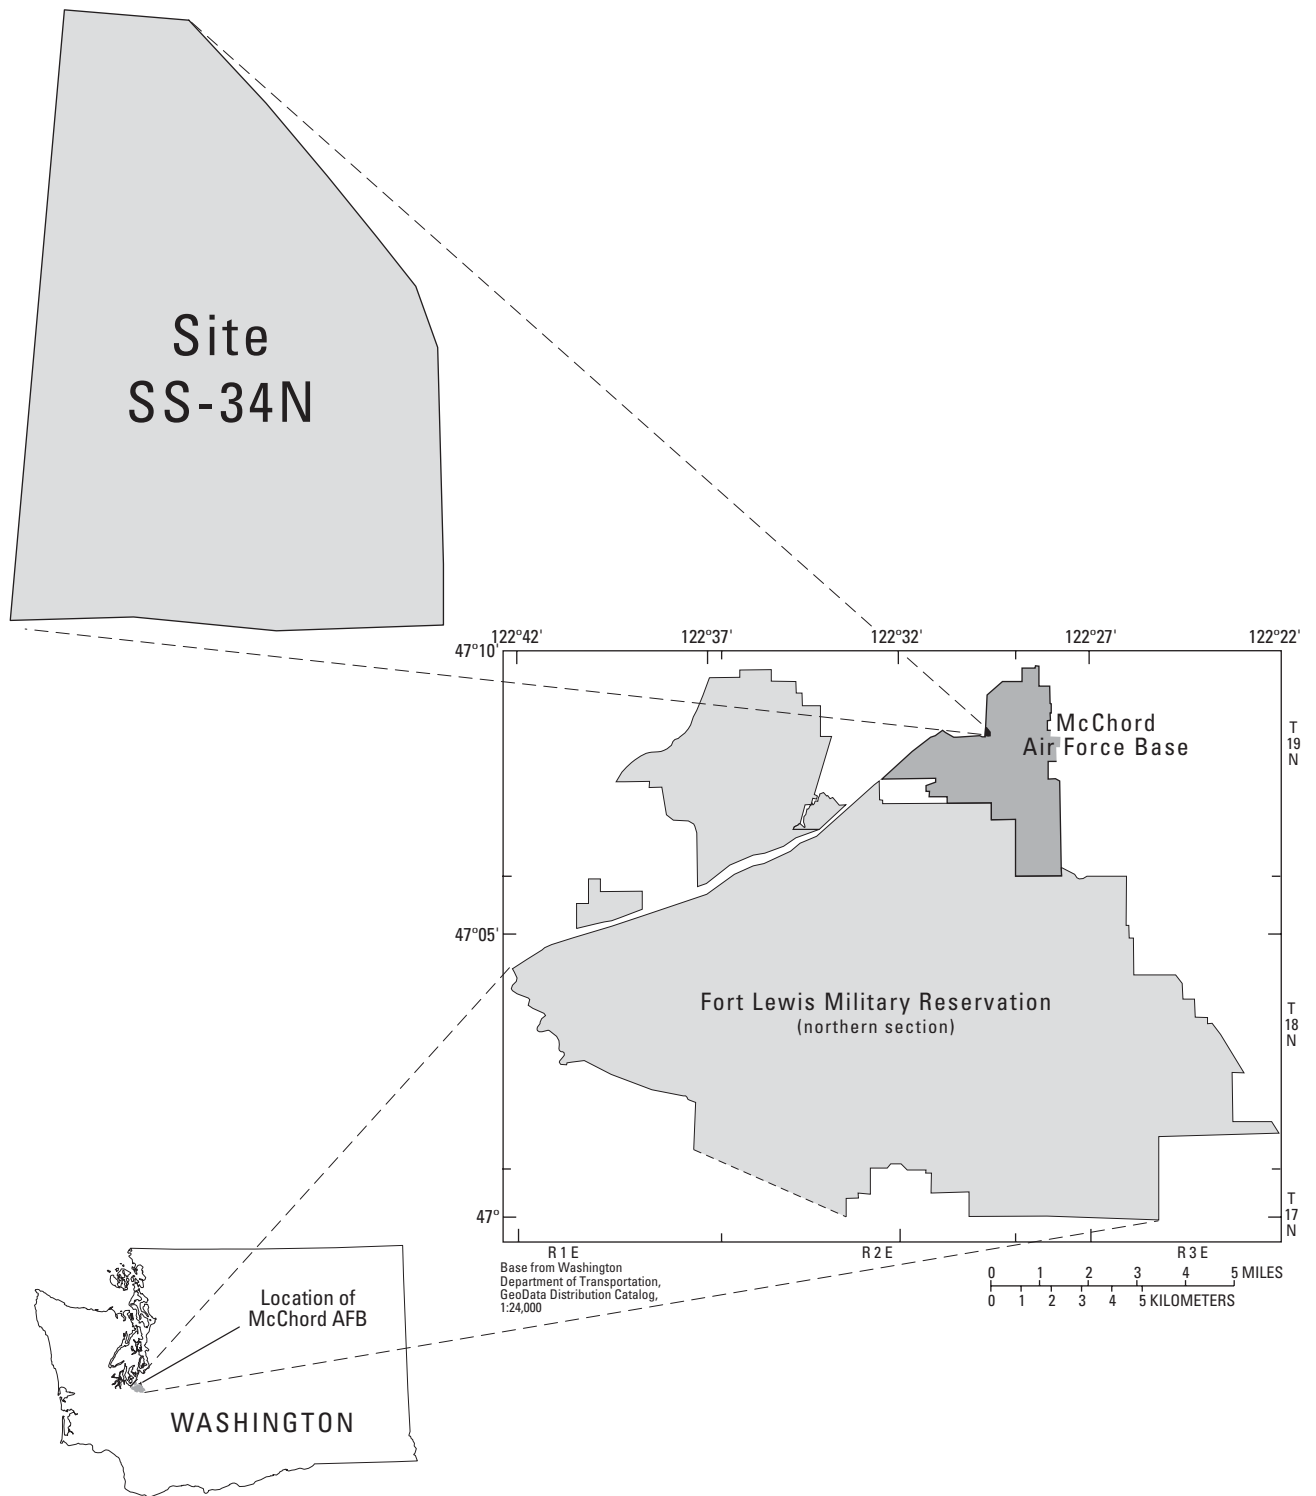 Site
SS-34N
122°42' 122°37' 122°32' 122°27' 122°22'
47°10'
McChord
Air Force Base
T
19
N
47°05'
Fort Lewis Military Reservation
(northern section)
T
18
N
47°
T
17
N
R 1 E R 2 E R 3 E
Base from Washington
Department of Transportation,
GeoData Distribution Catalog,
1:24,000
0 1 2 3 4 5 MILES
0 1 2 3 4 5 KILOMETERS
Location of
McChord AFB
WASHINGTON